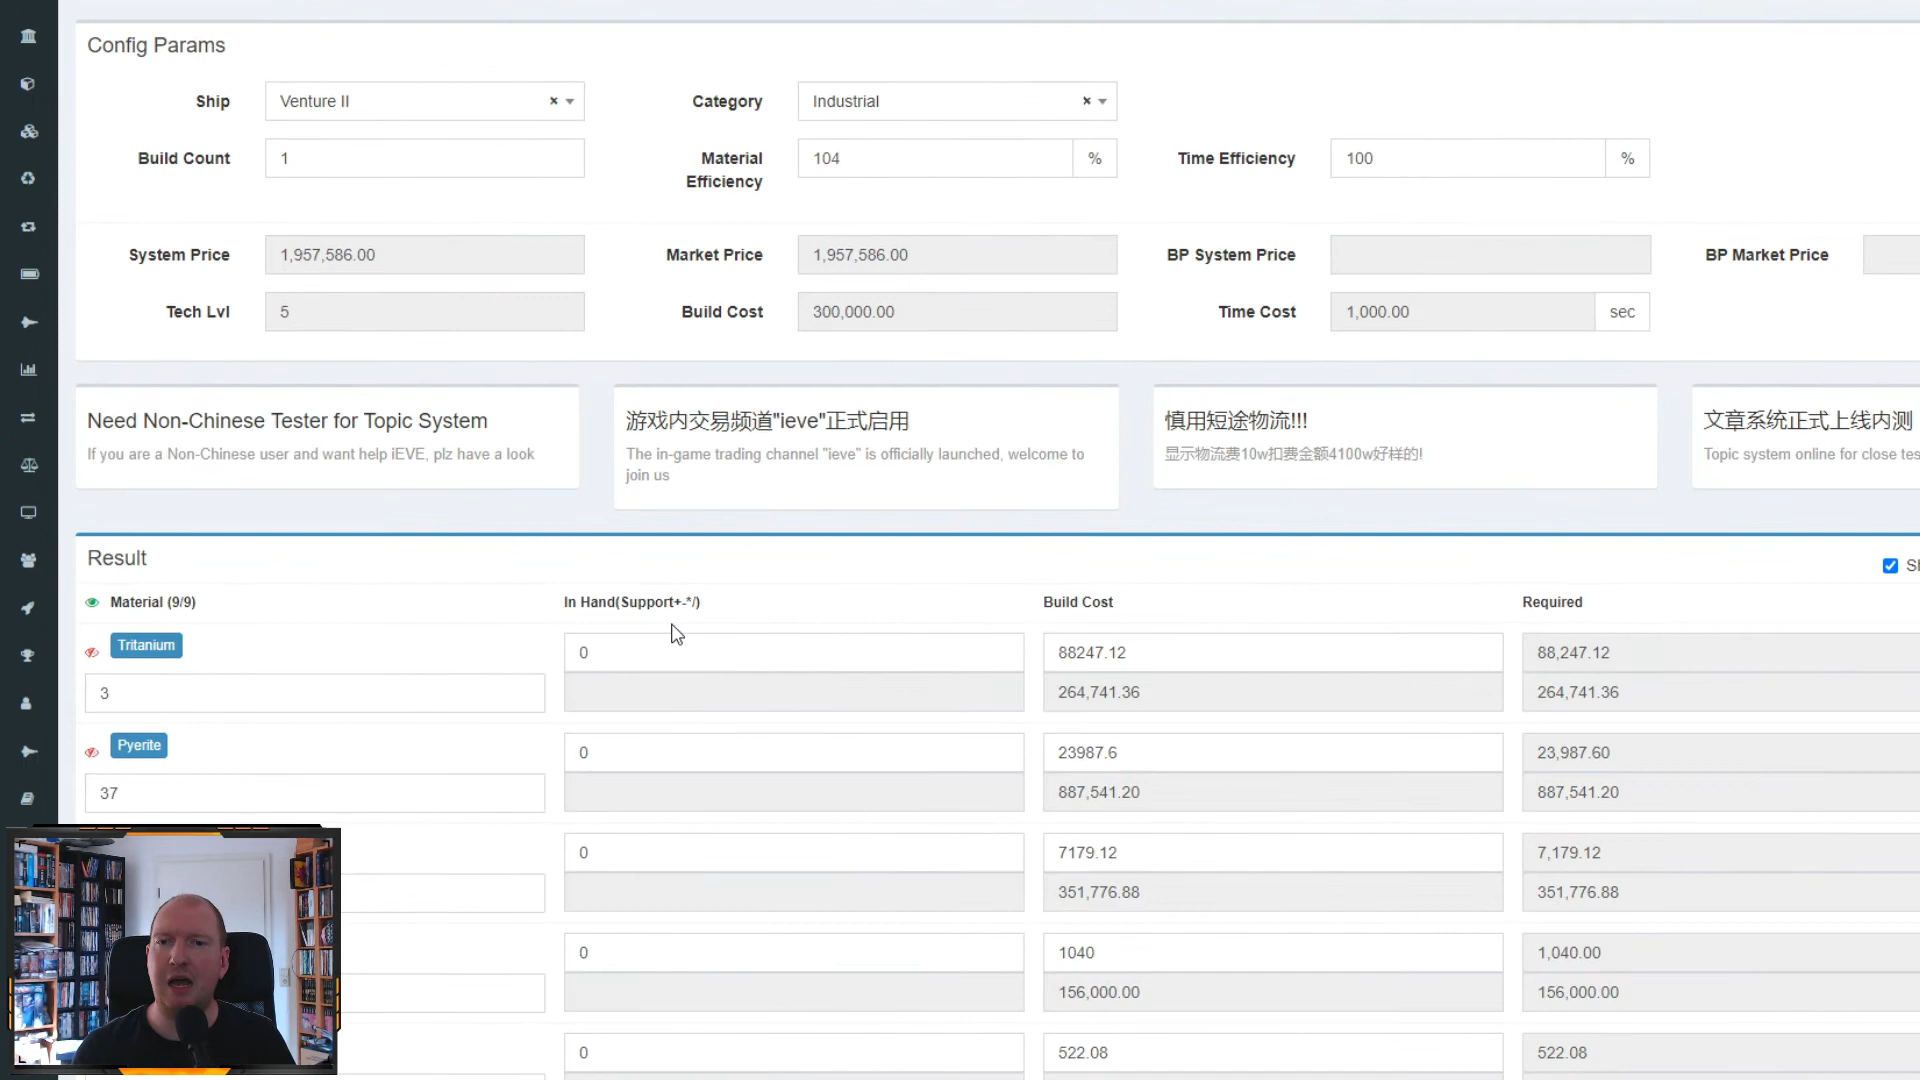 Config Params
Ship
Venture II
× 
Category
Industrial
×
Build Count
1
Material
Efficiency
104
%
Time Efficiency
100
%
System Price
1,957,586.00
Market Price
1,957,586.00
BP System Price
BP Market Price
Tech Lvl
5
Build Cost
300,000.00
Time Cost
1,000.00
sec
Need Non-Chinese Tester for Topic System
If you are a Non-Chinese user and want help iEVE, plz have a look
游戏内交易频道"ieve"正式启用
The in-game trading channel "ieve" is officially launched, welcome to
join us
慎用短途物流!!!
显示物流费10w扣费金额4100w好样的!
文章系统正式上线内测
Topic system online for close tes
Result
Material (9/9)
In Hand(Support+-*/)
Build Cost
Required
Tritanium
0
88247.12
88,247.12
3
264,741.36
264,741.36
Pyerite
0
23987.6
23,987.60
37
887,541.20
887,541.20
0
7179.12
7,179.12
351,776.88
351,776.88
0
1040
1,040.00
156,000.00
156,000.00
0
522.08
522.08